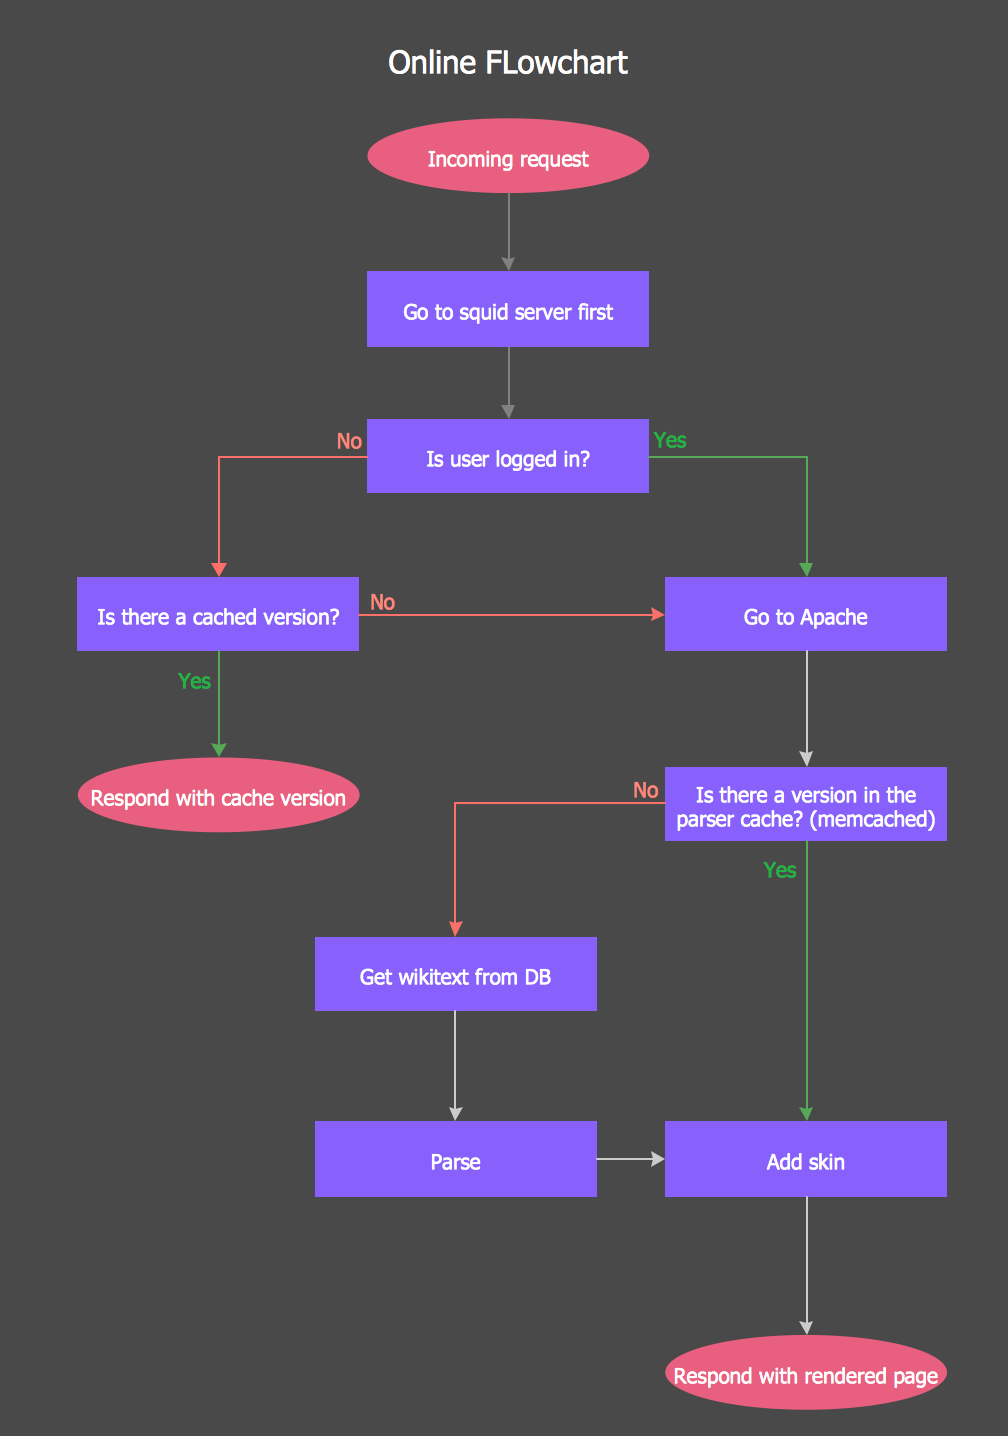 Online FLowchart
Incoming request
Go to squid server first
No
Yes
Is user logged in?
Is there a cached version?
No
Go to Apache
Yes
Respond with cache version
No
Is there a version in the
parser cache? (memcached)
Yes
Get wikitext from DB
Parse
Add skin
Respond with rendered page